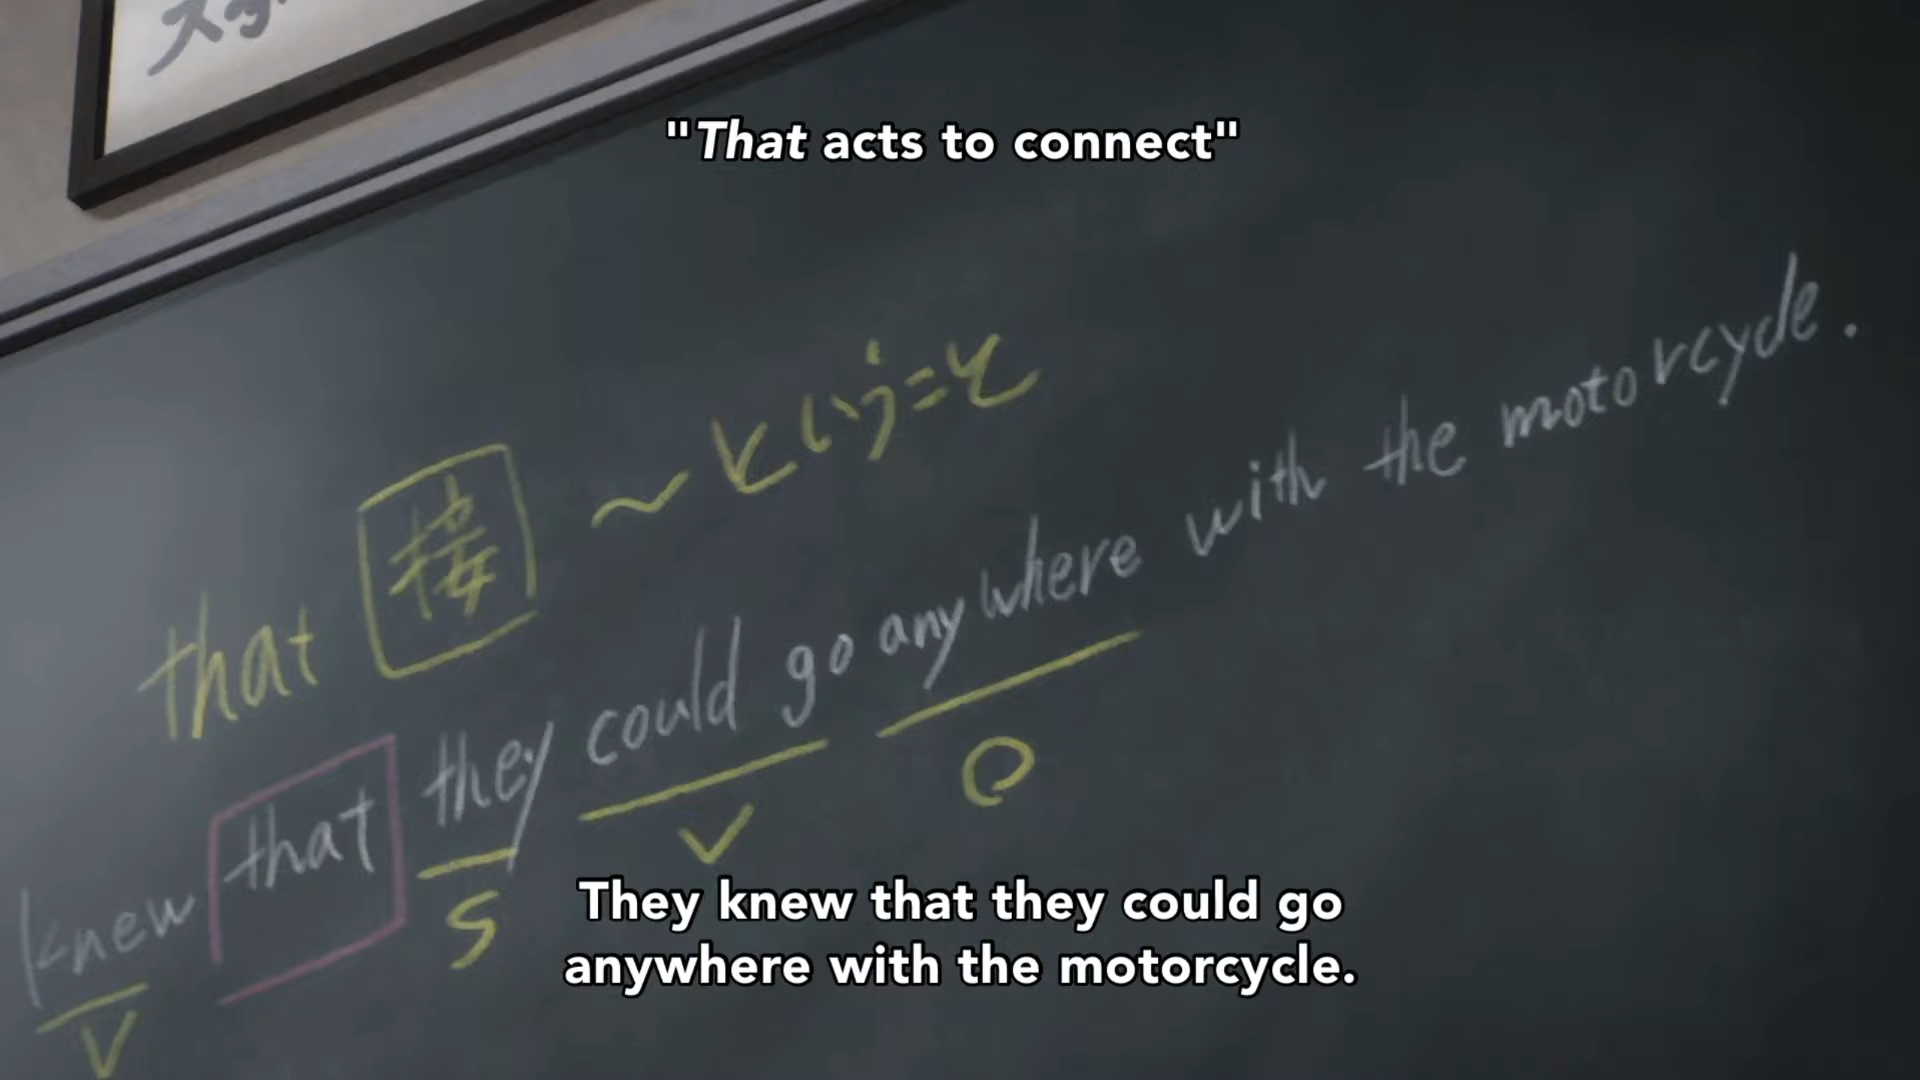 "That acts to connect"
that 接 ～ということ
knew that they could go anywhere with the motorcycle.
V S V O
They knew that they could go
anywhere with the motorcycle.